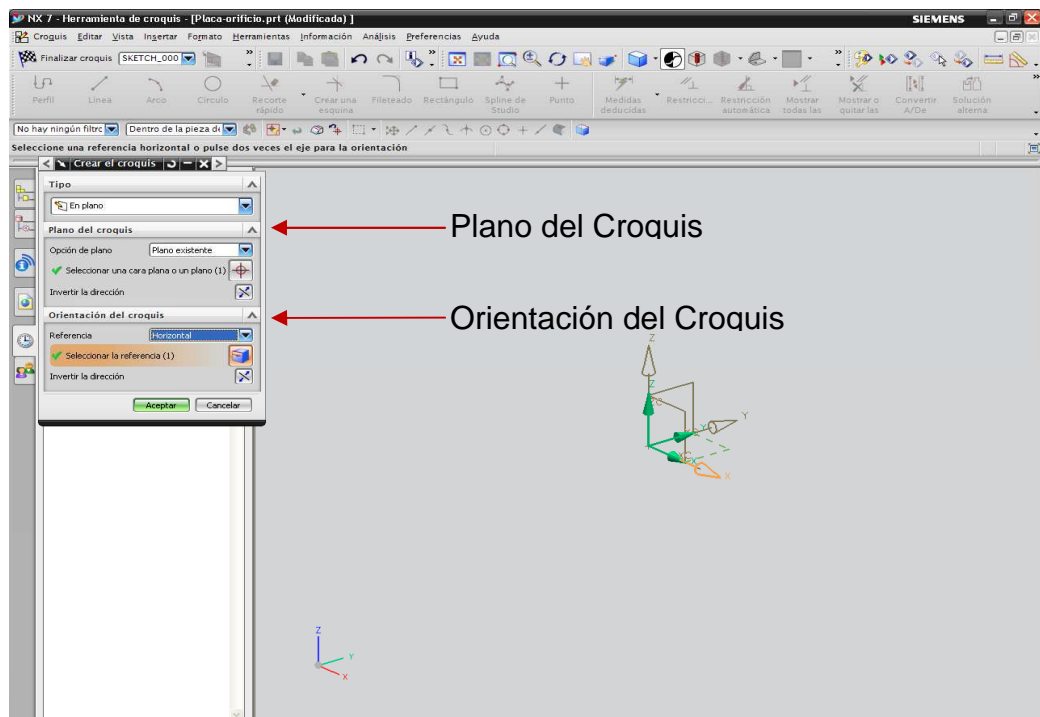 NX 7 - Herramienta de croquis - [Placa-orificio.prt (Modificada) ]
SIEMENS
Croquis Editar Vista Insertar Formato Herramientas Información Análisis Preferencias Ayuda
Finalizar croquis SKETCH_000
Perfil Línea Arco Círculo Recorte rápido Crear una esquina Fileteado Rectángulo Spline de Studio Punto Medidas deducidas Restricci... Restricción automática Mostrar todas las Mostrar o quitar las Convertir A/De Solución alterna
No hay ningún filtrc Dentro de la pieza de
Seleccione una referencia horizontal o pulse dos veces el eje para la orientación
Crear el croquis
Tipo
En plano
Plano del croquis
Opción de plano Plano existente
Seleccionar una cara plana o un plano (1)
Invertir la dirección
Orientación del croquis
Referencia Horizontal
Seleccionar la referencia (1)
Invertir la dirección
Aceptar Cancelar
Plano del Croquis
Orientación del Croquis
Z
Z
Y
Y
X
X
Z
Y
X